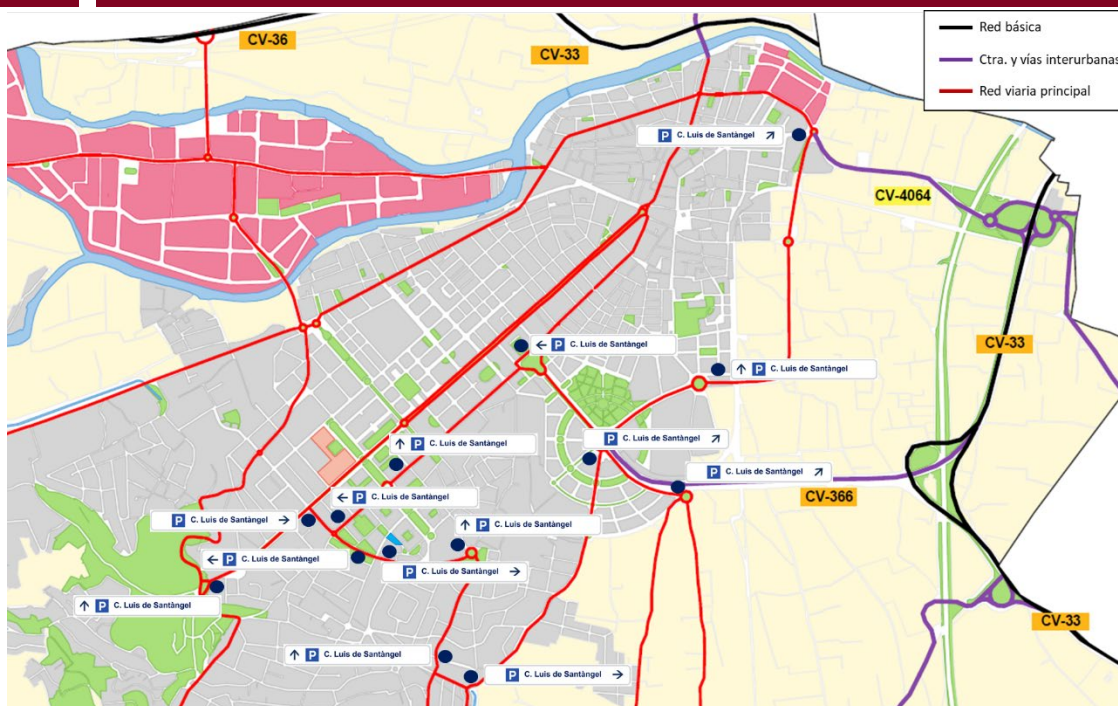 CV-36
CV-33
Red básica
Ctra. y vías interurbanas
Red viaria principal
P C. Luis de Santàngel ↗
CV-4064
← P C. Luis de Santàngel
CV-33
↑ P C. Luis de Santàngel
↑ P C. Luis de Santàngel
P C. Luis de Santàngel ↗
P C. Luis de Santàngel ↗
CV-366
← P C. Luis de Santàngel
P C. Luis de Santàngel →
↑ P C. Luis de Santàngel
← P C. Luis de Santàngel
P C. Luis de Santàngel →
↑ P C. Luis de Santàngel
CV-33
↑ P C. Luis de Santàngel
P C. Luis de Santàngel →